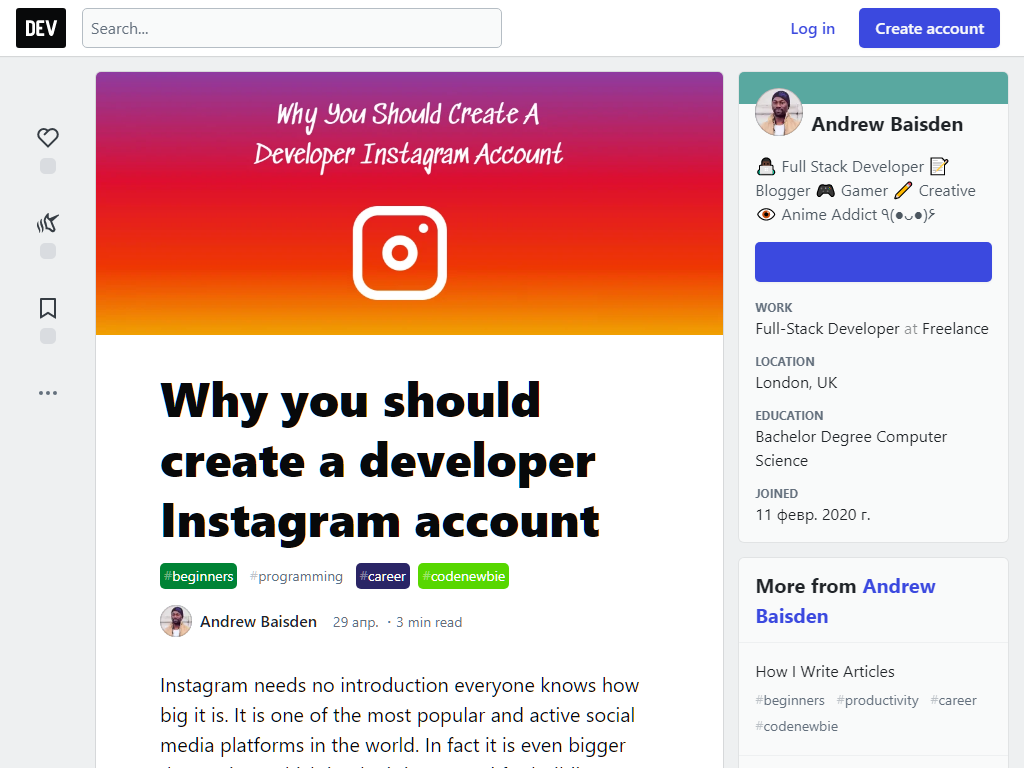 DEV
Search...
Log in
Create account
Why You Should Create A
Developer Instagram Account
Why you should
create a developer
Instagram account
#beginners #programming #career #codenewbie
Andrew Baisden 29 апр. · 3 min read
Instagram needs no introduction everyone knows how
big it is. It is one of the most popular and active social
media platforms in the world. In fact it is even bigger
Andrew Baisden
Full Stack Developer
Blogger Gamer Creative
Anime Addict ٩(●ᴗ●)۶
WORK
Full-Stack Developer at Freelance
LOCATION
London, UK
EDUCATION
Bachelor Degree Computer
Science
JOINED
11 февр. 2020 г.
More from Andrew
Baisden
How I Write Articles
#beginners #productivity #career
#codenewbie